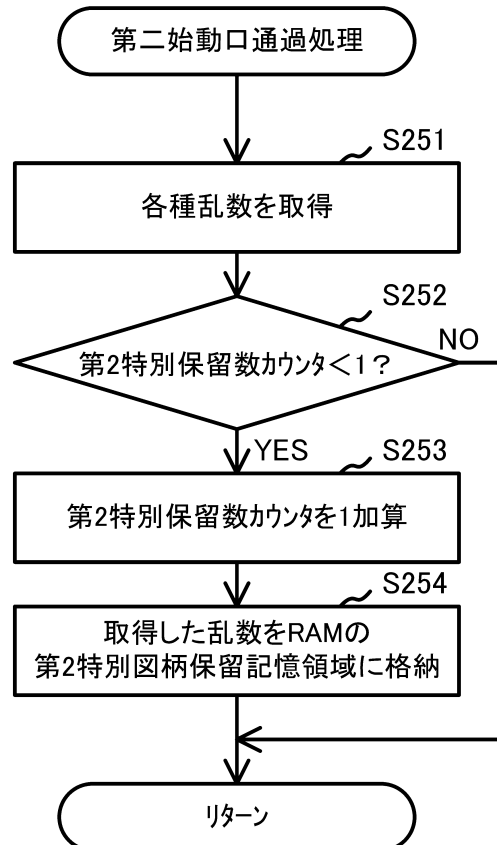 第二始動口通過処理
S251
各種乱数を取得
S252
第2特別保留数カウンタ＜1？
NO
YES
S253
第2特別保留数カウンタを1加算
S254
取得した乱数をRAMの
第2特別図柄保留記憶領域に格納
リターン